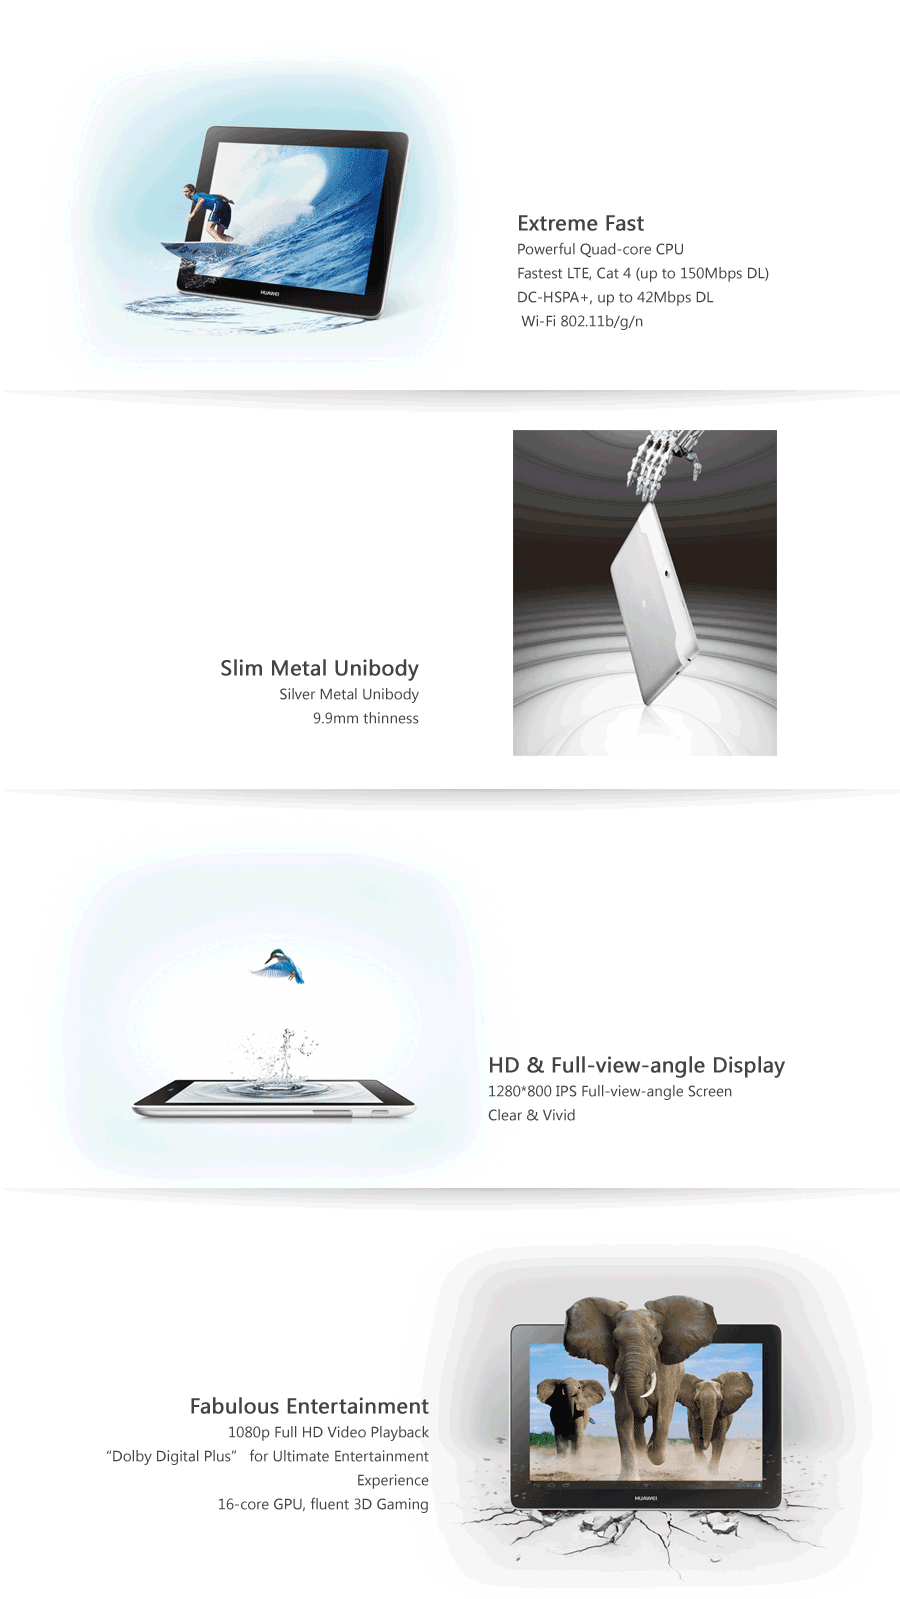 HUAWEI
Extreme Fast
Powerful Quad-core CPU
Fastest LTE, Cat 4 (up to 150Mbps DL)
DC-HSPA+, up to 42Mbps DL
Wi-Fi 802.11b/g/n
Slim Metal Unibody
Silver Metal Unibody
9.9mm thinness
HD & Full-view-angle Display
1280*800 IPS Full-view-angle Screen
Clear & Vivid
Fabulous Entertainment
1080p Full HD Video Playback
“Dolby Digital Plus” for Ultimate Entertainment
Experience
16-core GPU, fluent 3D Gaming
HUAWEI